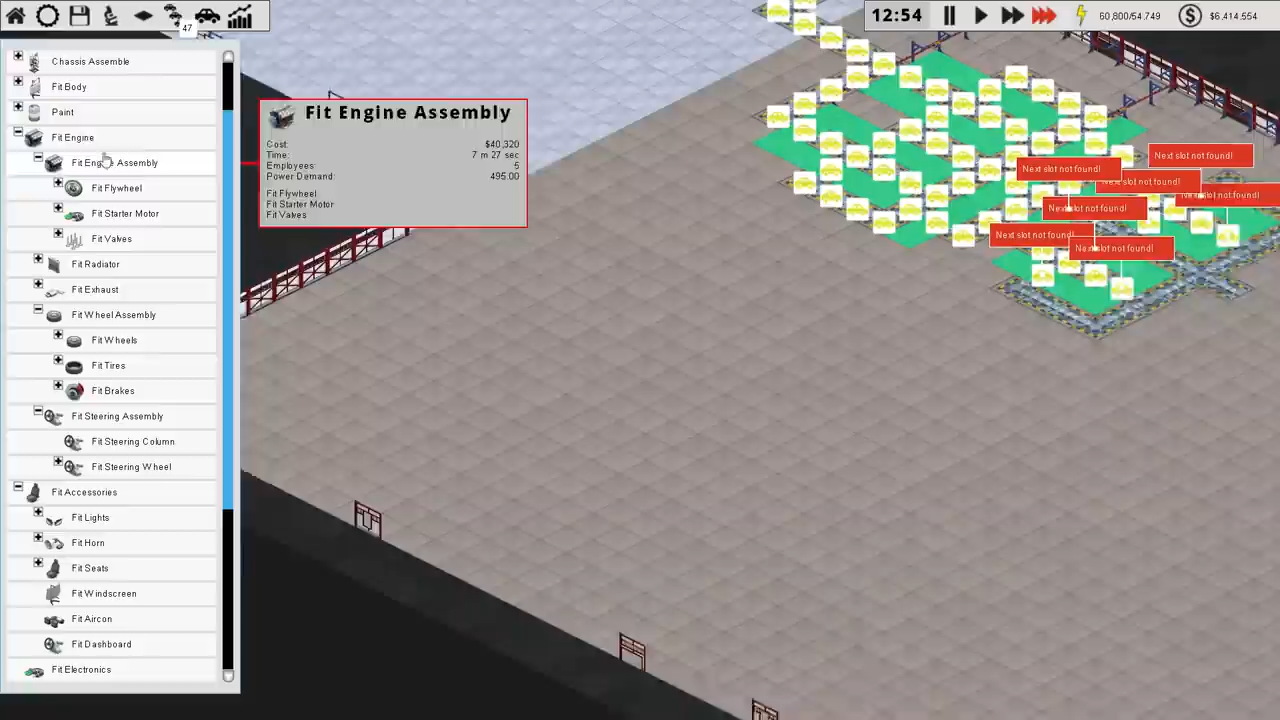 12:54
60,800/54,749
$6,414,554
47
Chassis Assemble
Fit Body
Paint
Fit Engine
Fit Engine Assembly
Fit Flywheel
Fit Starter Motor
Fit Valves
Fit Radiator
Fit Exhaust
Fit Wheel Assembly
Fit Wheels
Fit Tires
Fit Brakes
Fit Steering Assembly
Fit Steering Column
Fit Steering Wheel
Fit Accessories
Fit Lights
Fit Horn
Fit Seats
Fit Windscreen
Fit Aircon
Fit Dashboard
Fit Electronics
Fit Engine Assembly
Cost: $40,320
Time: 7 m 27 sec
Employees: 5
Power Demand: 495.00
Fit Flywheel
Fit Starter Motor
Fit Valves
Next slot not found!
Next slot not found!
Next slot not found!
Next slot not found!
Next slot not found!
Next slot not found!
Next slot not found!